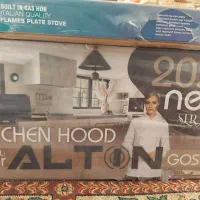 BUILT IN GAS HOB
ITALIAN QUALITY
FLAMES PLATE STOVE
20
ne
CHEN HOOD
ALTON
GOS